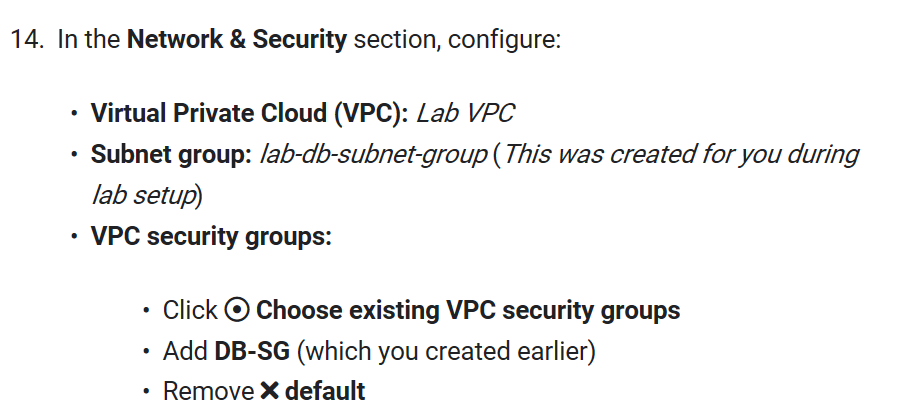 14. In the Network & Security section, configure:
• Virtual Private Cloud (VPC): Lab VPC
• Subnet group: lab-db-subnet-group (This was created for you during
lab setup)
• VPC security groups:
• Click Choose existing VPC security groups
• Add DB-SG (which you created earlier)
• Remove ✖ default